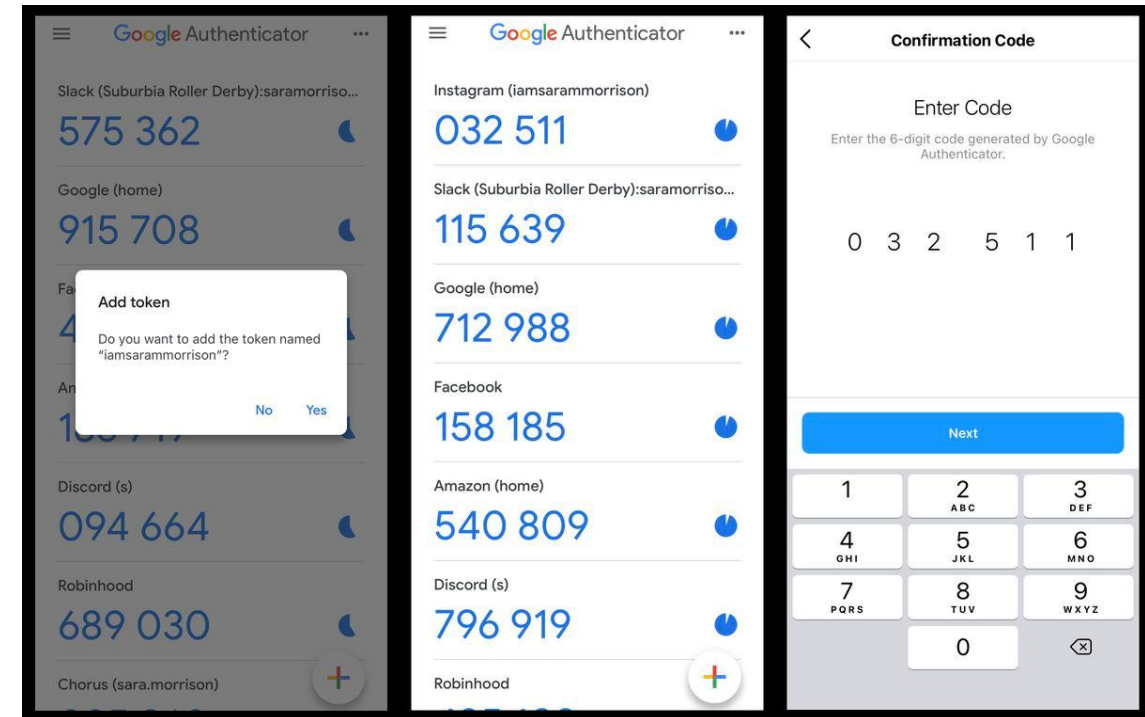 Google Authenticator
Slack (Suburbia Roller Derby):saramorriso...
575 362
Google (home)
915 708
Add token
Do you want to add the token named
“iamsarammorrison”?
No Yes
Discord (s)
094 664
Robinhood
689 030
Chorus (sara.morrison)
Google Authenticator
Instagram (iamsarammorrison)
032 511
Slack (Suburbia Roller Derby):saramorriso...
115 639
Google (home)
712 988
Facebook
158 185
Amazon (home)
540 809
Discord (s)
796 919
Robinhood
Confirmation Code
Enter Code
Enter the 6-digit code generated by Google
Authenticator.
0 3 2 5 1 1
Next
1 2 3
ABC DEF
4 5 6
GHI JKL MNO
7 8 9
PQRS TUV WXYZ
0